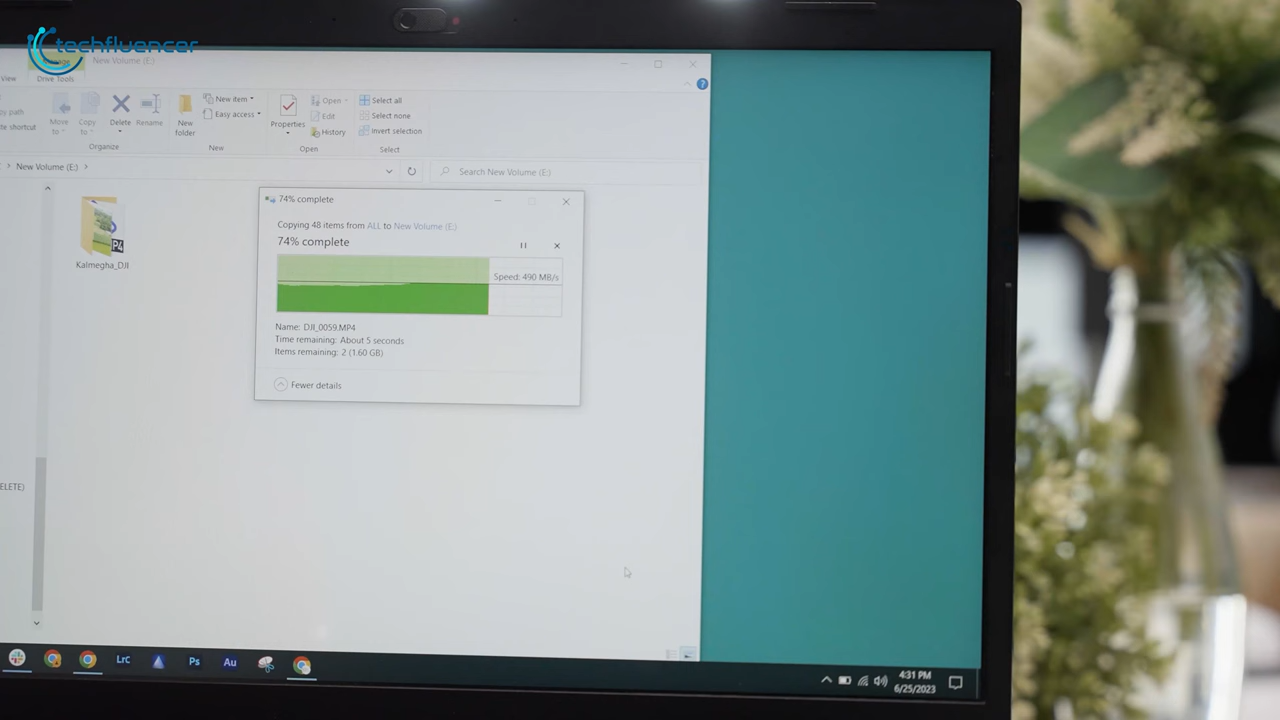 techfluencer
Manage
New Volume (E:)
View
Drive Tools
Move to
Copy to
Delete
Rename
New folder
New item
Easy access
Properties
Open
Edit
History
Select all
Select none
Invert selection
Organize
New
Open
Select
New Volume (E:)
Search New Volume (E:)
P4
Kalmegha_DJI
74% complete
Copying 48 items from ALL to New Volume (E:)
74% complete
Speed: 490 MB/s
Name: DJI_0059.MP4
Time remaining: About 5 seconds
Items remaining: 2 (1.60 GB)
Fewer details
ELETE)
LrC
Ps
Au
4:31 PM
6/25/2023